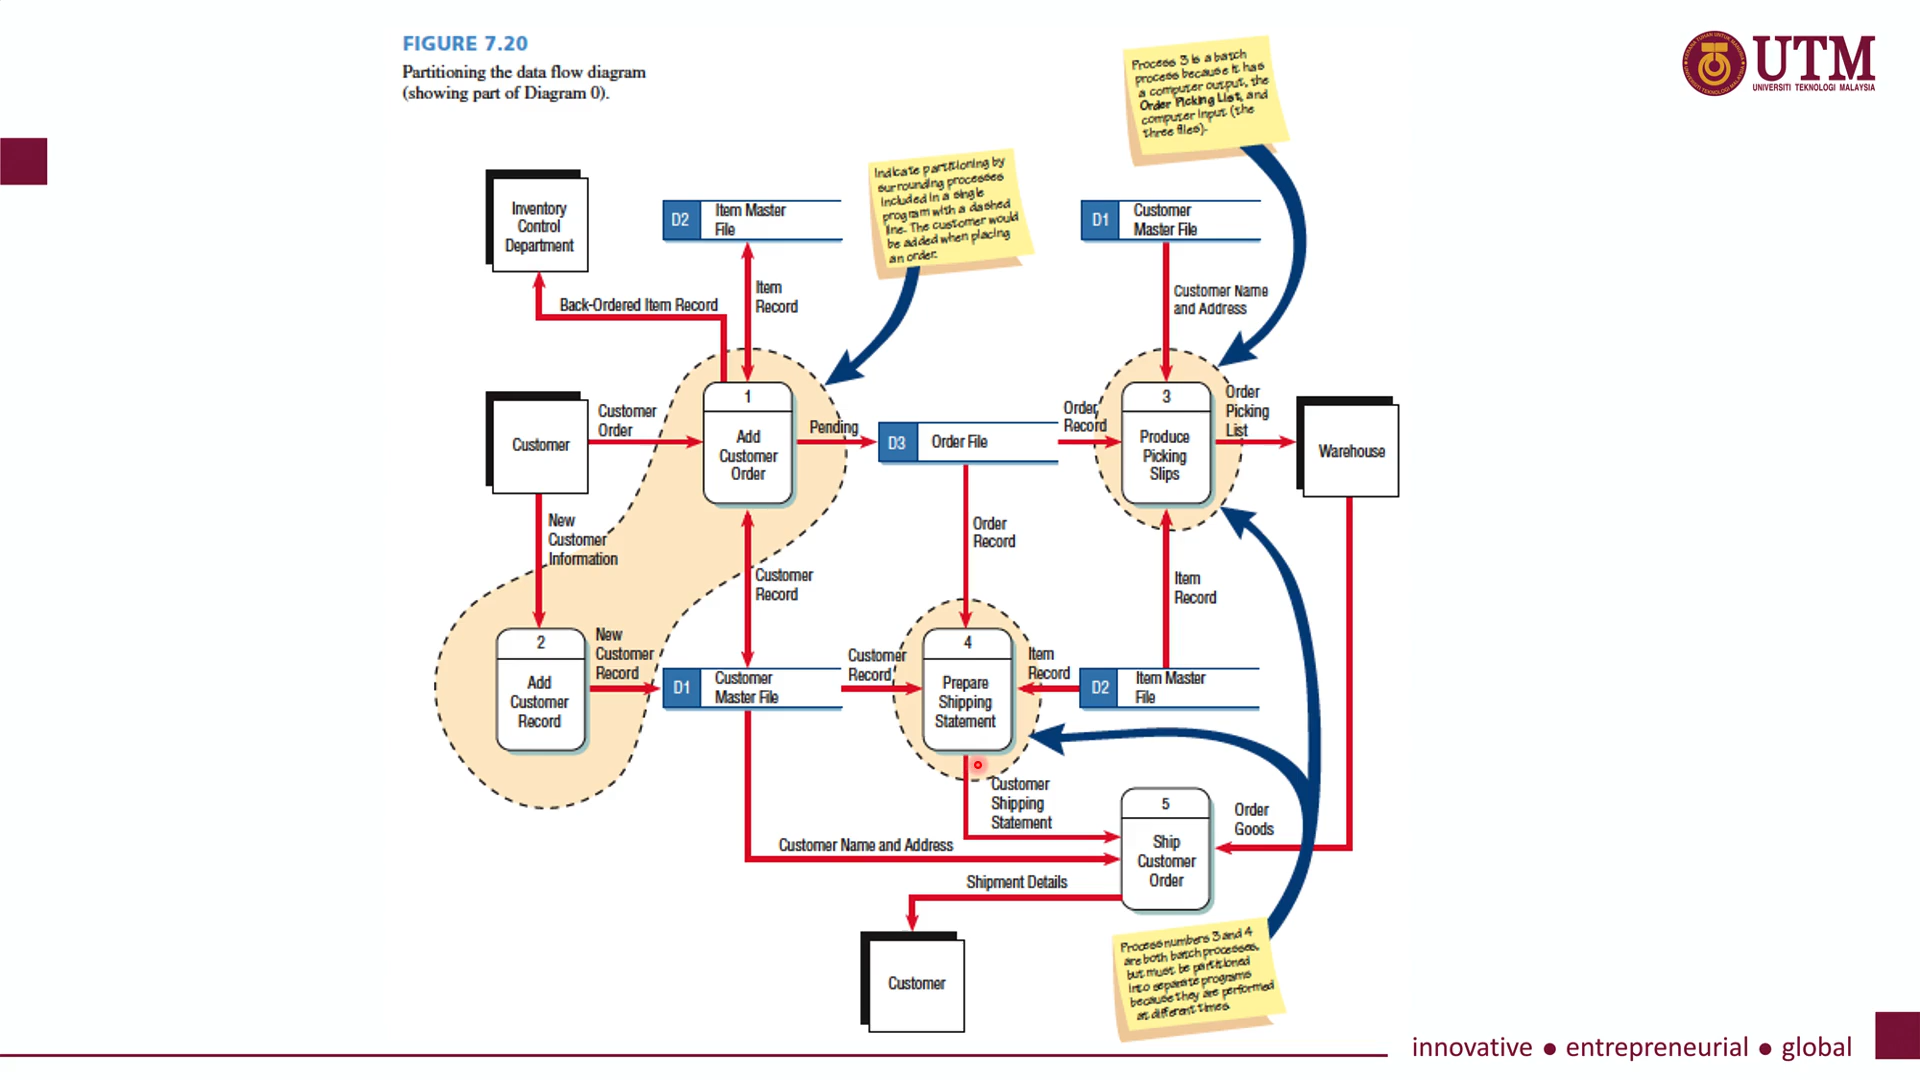 FIGURE 7.20
Partitioning the data flow diagram
(showing part of Diagram 0).
UTM
UNIVERSITI TEKNOLOGI MALAYSIA
Process 3 is a batch
process because it has
a computer output, the
Order Picking List, and
computer input (the
three files).
Indicate partitioning by
surrounding processes
included in a single
program with a dashed
line. The customer would
be added when placing
an order.
Inventory
Control
Department
D2
Item Master
File
D1
Customer
Master File
Back-Ordered Item Record
Item
Record
Customer Name
and Address
Customer
Customer
Order
1
Add
Customer
Order
Pending
D3
Order File
Order
Record
3
Produce
Picking
Slips
Order
Picking
List
Warehouse
New
Customer
Information
Customer
Record
Order
Record
Item
Record
2
Add
Customer
Record
New
Customer
Record
D1
Customer
Master File
Customer
Record
4
Prepare
Shipping
Statement
Item
Record
D2
Item Master
File
Customer
Shipping
Statement
Customer Name and Address
5
Ship
Customer
Order
Order
Goods
Shipment Details
Customer
Process numbers 3 and 4
are both batch processes,
but must be partitioned
into separate programs
because they are performed
at different times.
innovative ● entrepreneurial ● global